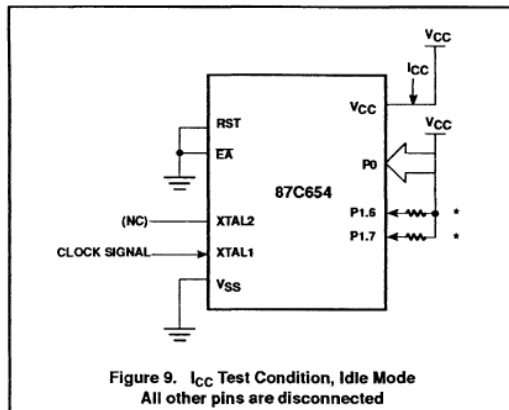 VCC
ICC
VCC
RST
VCC
EA
P0
87C654
(NC)
XTAL2
P1.6
*
CLOCK SIGNAL
XTAL1
P1.7
*
VSS
Figure 9. ICC Test Condition, Idle Mode
All other pins are disconnected